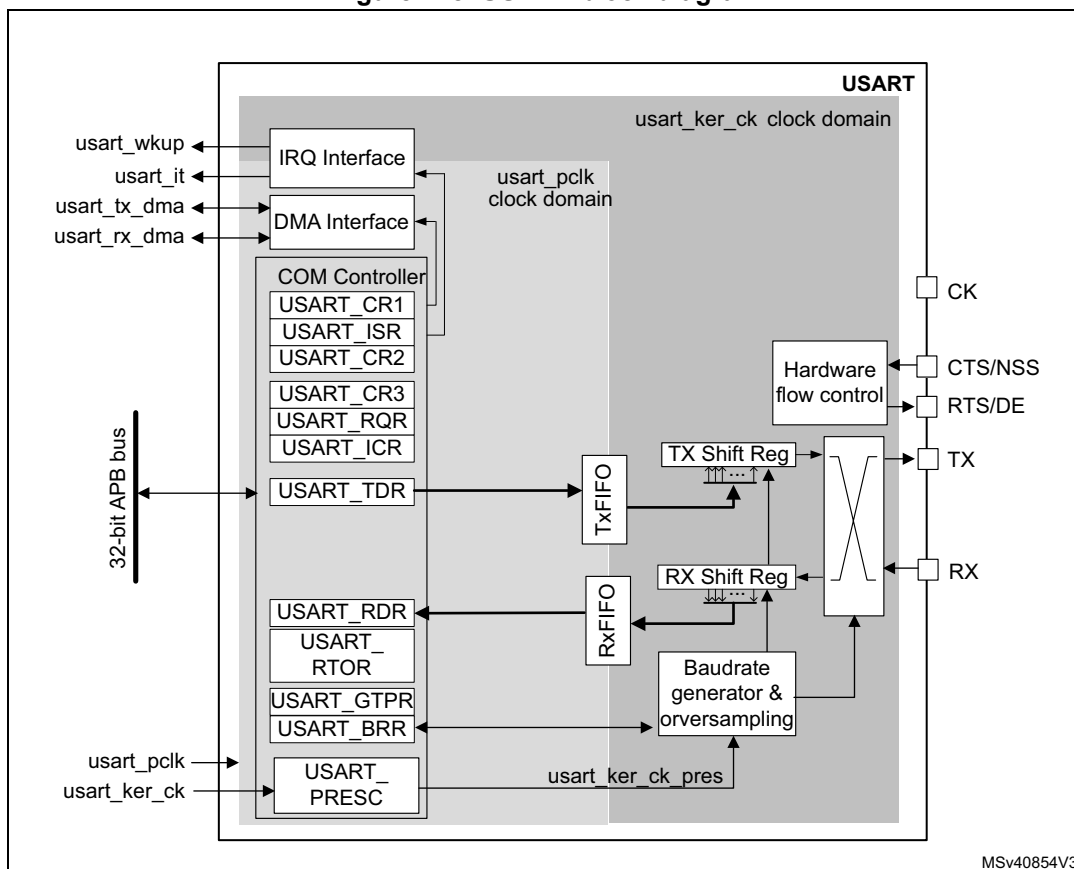 USART
usart_ker_ck clock domain
usart_wkup
IRQ Interface
usart_it
usart_pclk
clock domain
usart_tx_dma
DMA Interface
usart_rx_dma
COM Controller
USART_CR1
USART_ISR
USART_CR2
USART_CR3
USART_RQR
USART_ICR
USART_TDR
32-bit APB bus
CK
Hardware
flow control
CTS/NSS
RTS/DE
TxFIFO
TX Shift Reg
...
TX
RX Shift Reg
...
RX
RxFIFO
USART_RDR
USART_
RTOR
USART_GTPR
USART_BRR
Baudrate
generator &
orversampling
usart_pclk
usart_ker_ck
USART_
PRESC
usart_ker_ck_pres
MSv40854V3